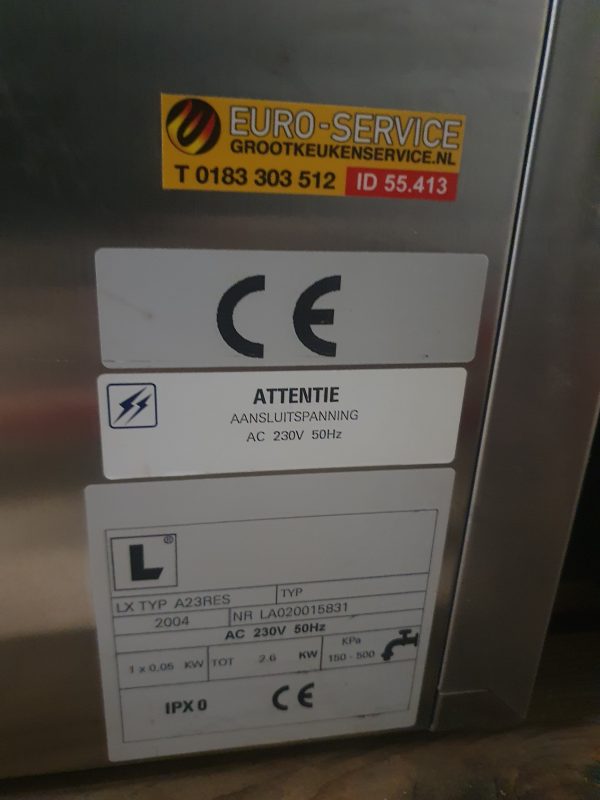 EURO-SERVICE
GROOTKEUKENSERVICE.NL
T 0183 303 512 ID 55.413
CE
ATTENTIE
AANSLUITSPANNING
AC 230V 50Hz
L®
LX TYP A23RES TYP
2004 NR LA020015831
AC 230V 50Hz
1 x 0,05 KW TOT 2.6 KW KPa 150 - 500
IPX 0 CE